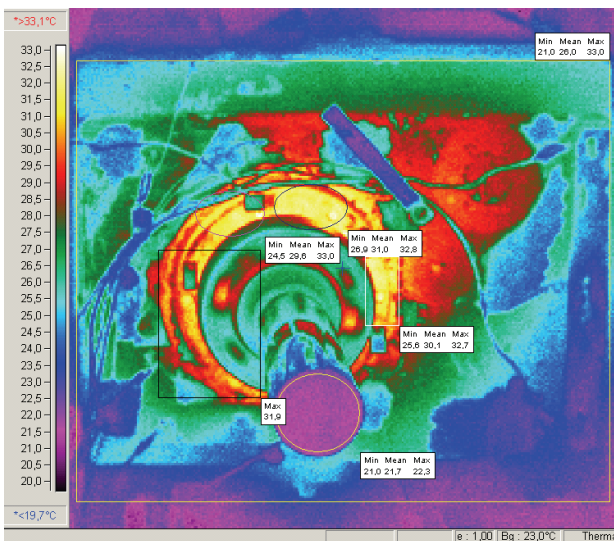 *>33,1°C
33,0
32,5
32,0
31,5
31,0
30,5
30,0
29,5
29,0
28,5
28,0
27,5
27,0
26,5
26,0
25,5
25,0
24,5
24,0
23,5
23,0
22,5
22,0
21,5
21,0
20,5
20,0
*<19,7°C
Min Mean Max
21,0 26,0 33,0
Min Mean Max
24,5 29,6 33,0
Min Mean Max
26,9 31,0 32,8
Min Mean Max
25,6 30,1 32,7
Max
31,9
Min Mean Max
21,0 21,7 22,3
e : 1,00 Bg : 23,0°C Therm